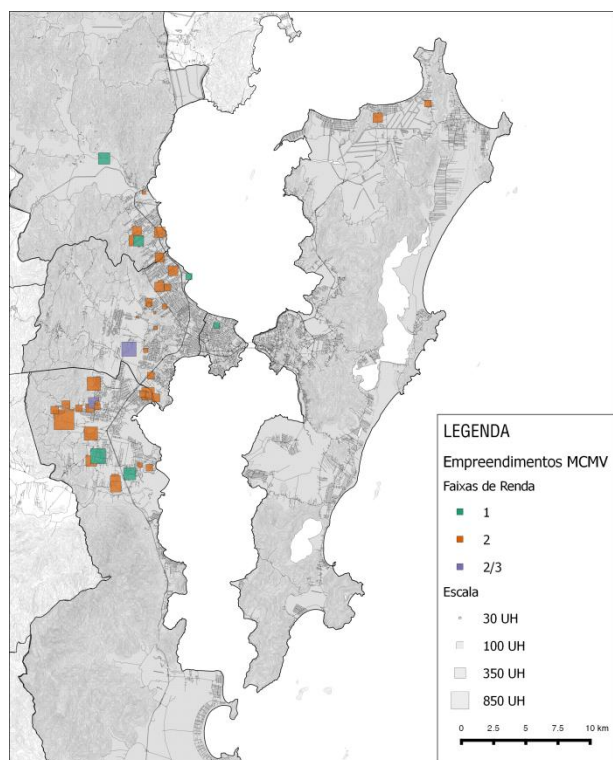 LEGENDA
Empreendimentos MCMV
Faixas de Renda
1
2
2/3
Escala
30 UH
100 UH
350 UH
850 UH
0 2.5 5 7.5 10 km